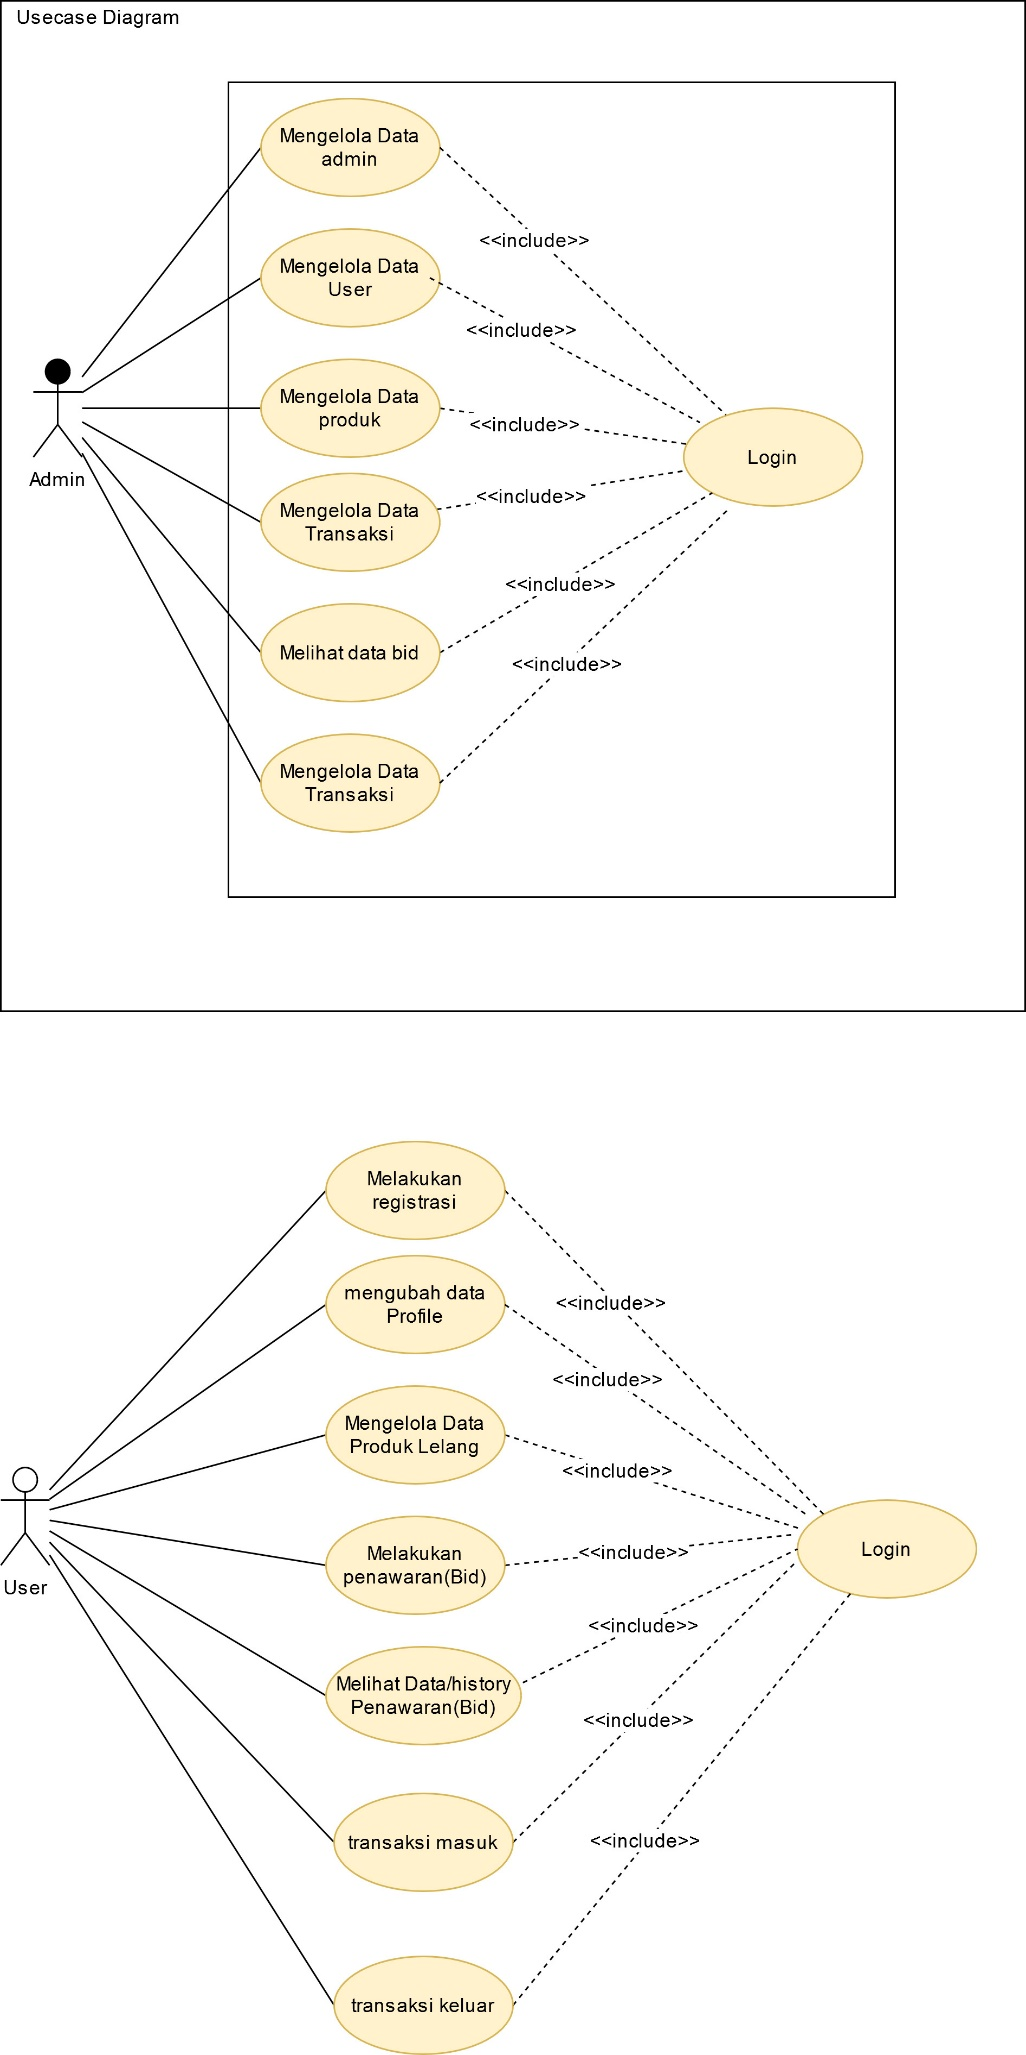 Usecase Diagram
Mengelola Data
admin
<<include>>
Mengelola Data
User
<<include>>
Mengelola Data
produk
<<include>>
Login
Admin
Mengelola Data
Transaksi
<<include>>
<<include>>
Melihat data bid
<<include>>
Mengelola Data
Transaksi
Melakukan
registrasi
<<include>>
mengubah data
Profile
<<include>>
Mengelola Data
Produk Lelang
<<include>>
Melakukan
penawaran(Bid)
<<include>>
Login
User
<<include>>
Melihat Data/history
Penawaran(Bid)
<<include>>
transaksi masuk
<<include>>
transaksi keluar